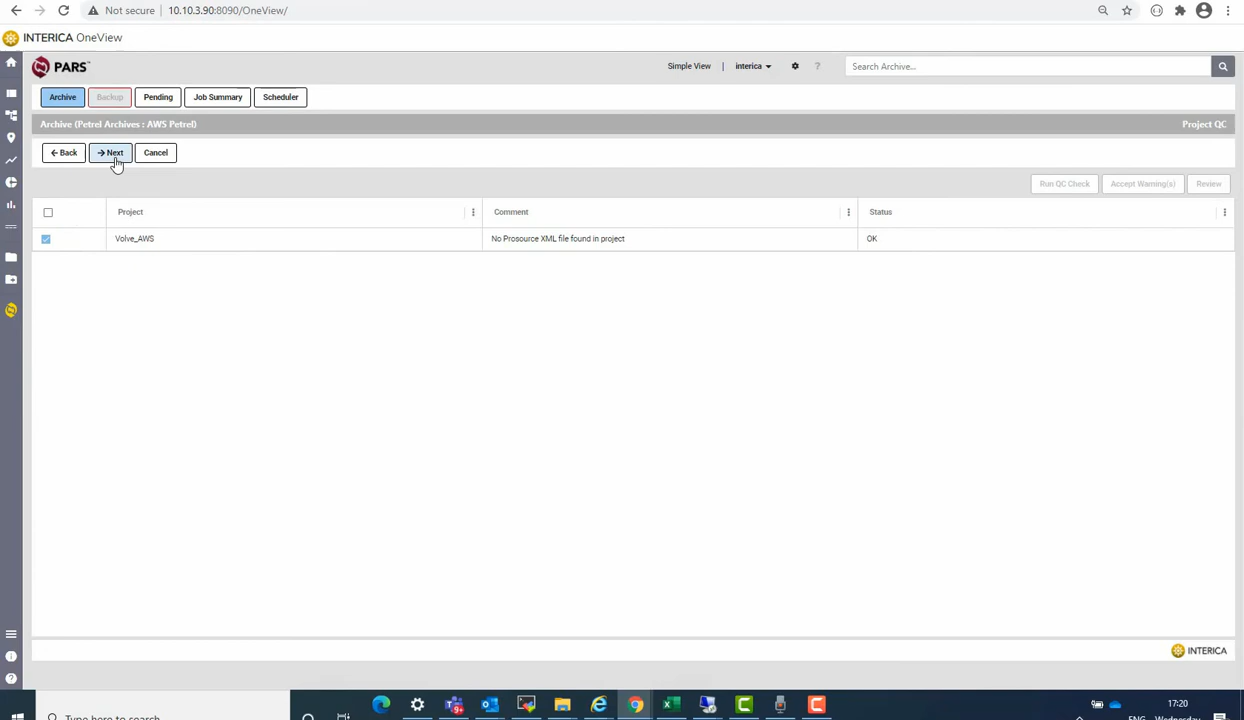 Not secure 10.10.3.90:8090/OneView/
INTERICA OneView
PARS™
Simple View | interica
?
Search Archive...
Archive
Backup
Pending
Job Summary
Scheduler
Archive (Petrel Archives : AWS Petrel)
Project QC
Back
Next
Cancel
Run QC Check
Accept Warning(s)
Review
Project
Comment
Status
Volve_AWS
No Prosource XML file found in project
OK
INTERICA
Type here to search
17:20
ENG Wednesday